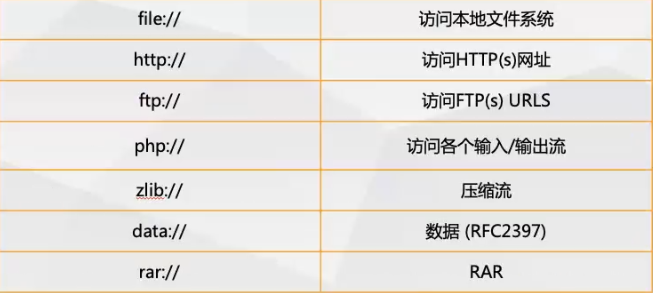 file:// 访问本地文件系统
http:// 访问HTTP(s)网址
ftp:// 访问FTP(s) URLS
php:// 访问各个输入/输出流
zlib:// 压缩流
data:// 数据 (RFC2397)
rar:// RAR